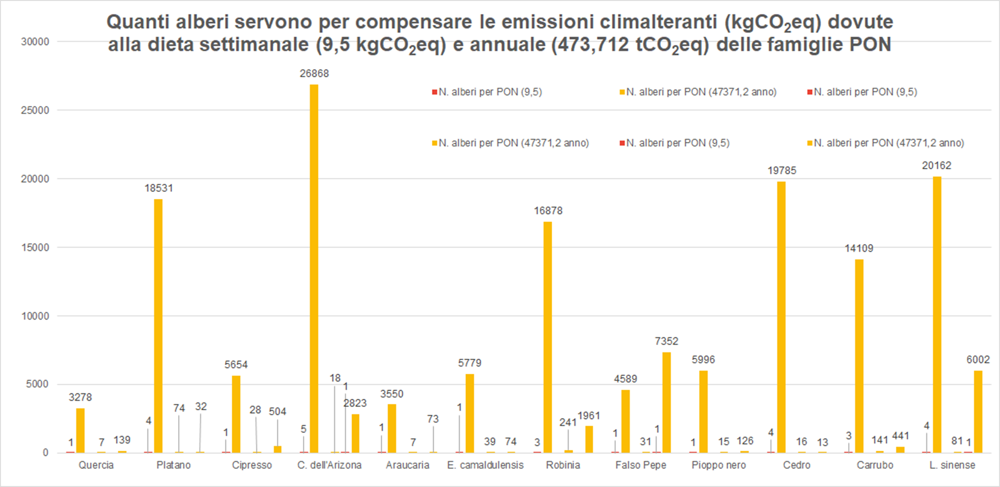 Quanti alberi servono per compensare le emissioni climalteranti (kgCO₂eq) dovute
alla dieta settimanale (9,5 kgCO₂eq) e annuale (473,712 tCO₂eq) delle famiglie PON
30000
25000
20000
15000
10000
5000
0
N. alberi per PON (9,5)
N. alberi per PON (47371,2 anno)
N. alberi per PON (9,5)
N. alberi per PON (47371,2 anno)
N. alberi per PON (9,5)
N. alberi per PON (47371,2 anno)
1
3278
7
139
4
18531
74
32
1
5654
28
504
5
26868
18
1
2823
1
3550
7
73
1
5779
39
74
3
16878
241
1961
1
4589
31
1
7352
1
5996
15
126
4
19785
16
13
3
14109
141
441
4
20162
81
1
6002
Quercia
Platano
Cipresso
C. dell'Arizona
Araucaria
E. camaldulensis
Robinia
Falso Pepe
Pioppo nero
Cedro
Carrubo
L. sinense